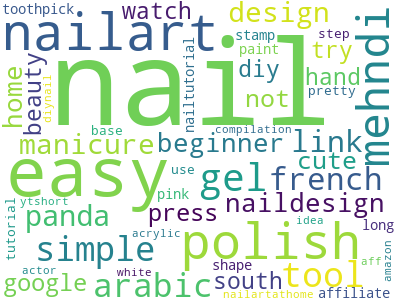 toothpick watch design
nailart stamp paint step try mehndi
home beauty nail nailtutorial diy hand
diynail not pretty
base compilation
manicure beginner link
easy gel cute french
use pink
panda press naildesign
ytshort
tutorial simple acrylic polish idea long
actor white shape south tool aff amazon
google arabic affiliate
nailartathome